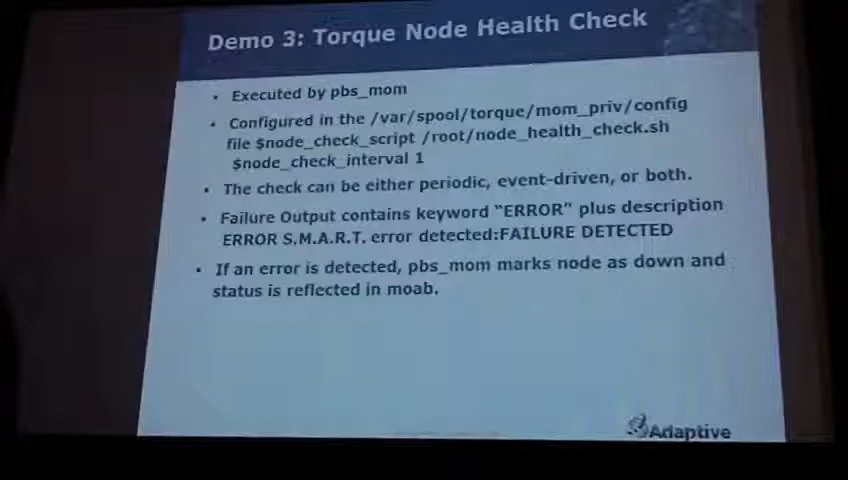 Demo 3: Torque Node Health Check
• Executed by pbs_mom
• Configured in the /var/spool/torque/mom_priv/config
file $node_check_script /root/node_health_check.sh
$node_check_interval 1
• The check can be either periodic, event-driven, or both.
• Failure Output contains keyword “ERROR” plus description
ERROR S.M.A.R.T. error detected:FAILURE DETECTED
• If an error is detected, pbs_mom marks node as down and
status is reflected in moab.
Adaptive